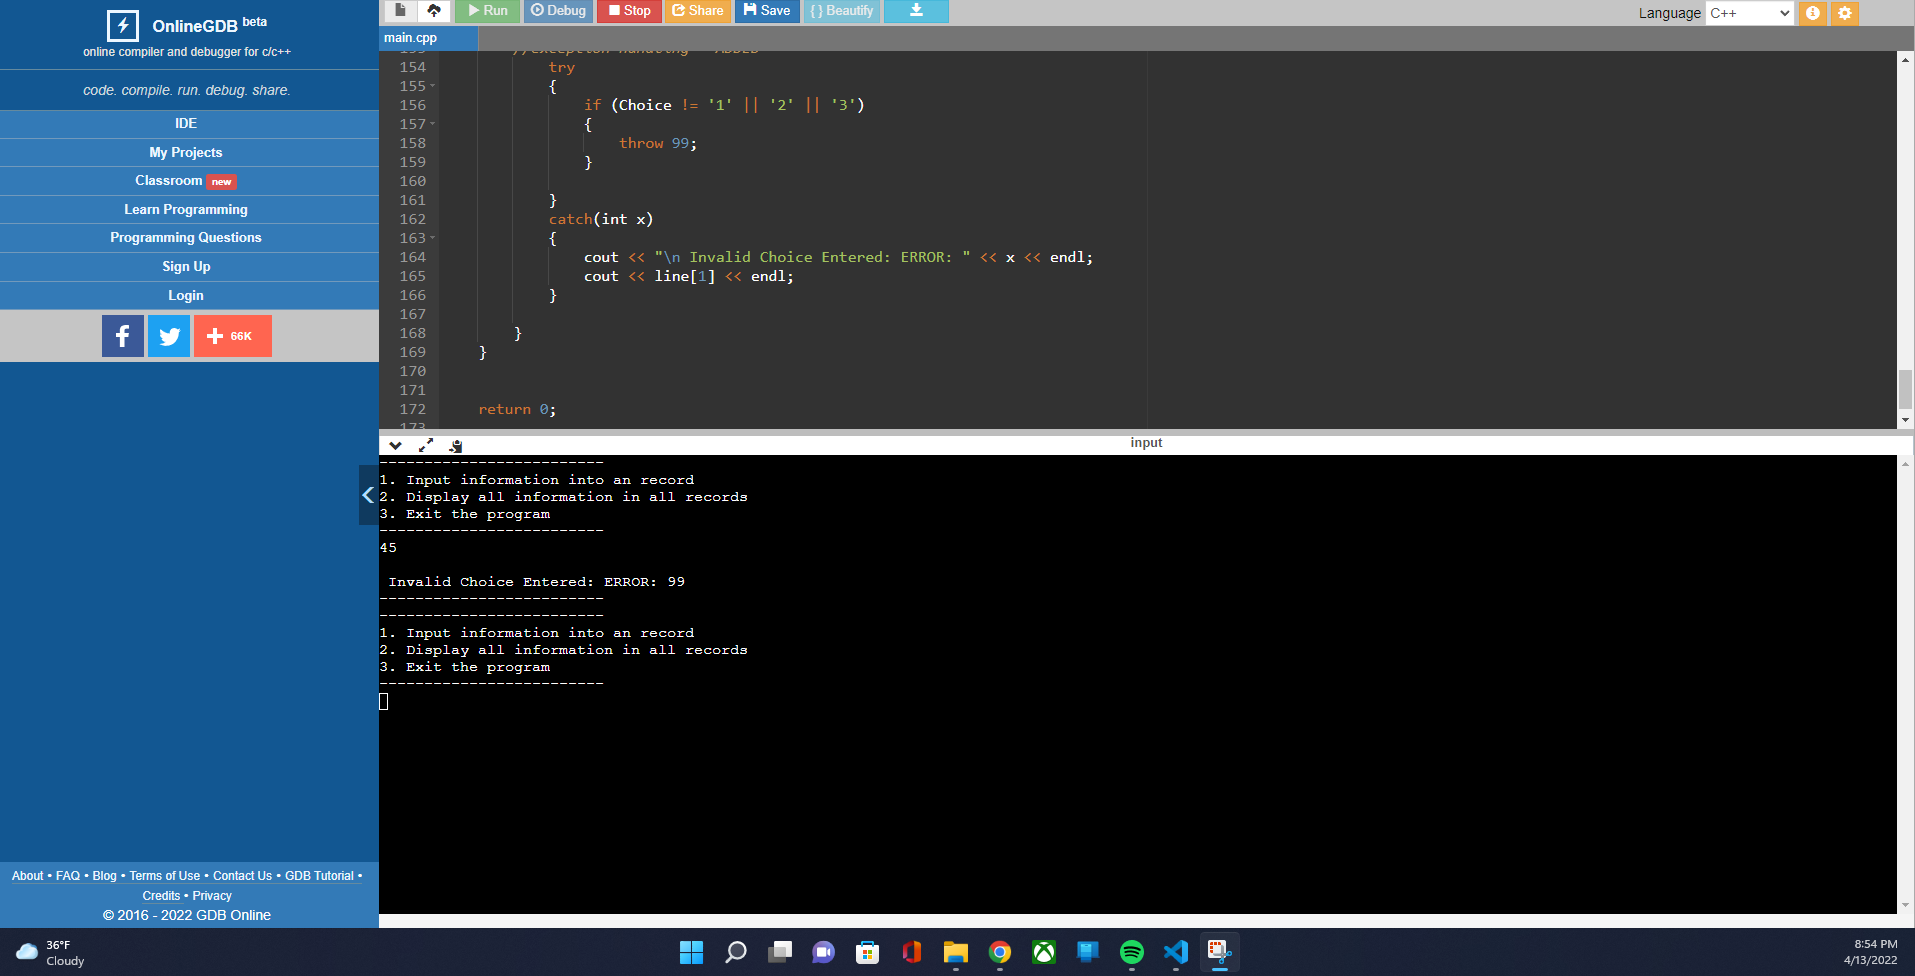 OnlineGDB beta
online compiler and debugger for c/c++
code. compile. run. debug. share.
IDE
My Projects
Classroom new
Learn Programming
Programming Questions
Sign Up
Login
66K
About • FAQ • Blog • Terms of Use • Contact Us • GDB Tutorial •
Credits • Privacy
© 2016 - 2022 GDB Online
Run Debug Stop Share Save { } Beautify
Language C++
main.cpp
153 //Exception Handling - ADDED
154 try
155 {
156 if (Choice != '1' || '2' || '3')
157 {
158 throw 99;
159 }
160
161 }
162 catch(int x)
163 {
164 cout << "\n Invalid Choice Entered: ERROR: " << x << endl;
165 cout << line[1] << endl;
166 }
167
168 }
169 }
170
171
172 return 0;
173
input
-------------------------
1. Input information into an record
2. Display all information in all records
3. Exit the program
-------------------------
45
Invalid Choice Entered: ERROR: 99
-------------------------
-------------------------
1. Input information into an record
2. Display all information in all records
3. Exit the program
-------------------------
36°F
Cloudy
8:54 PM
4/13/2022